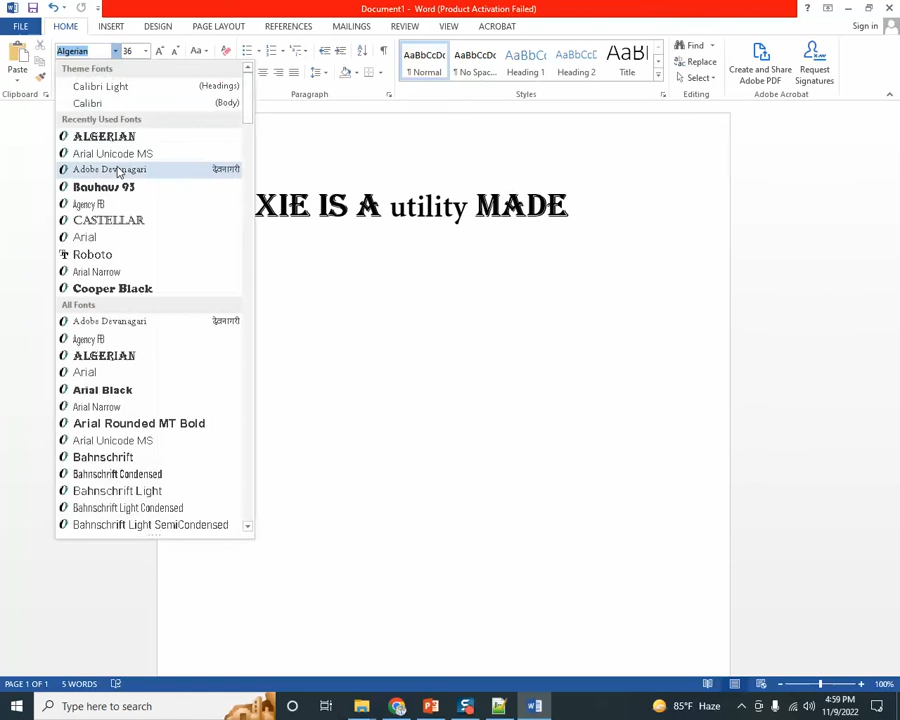 Document1 - Word (Product Activation Failed)
FILE HOME INSERT DESIGN PAGE LAYOUT REFERENCES MAILINGS REVIEW VIEW ACROBAT Sign in
Algerian 36 Aa
Paste
AaBbCcDc AaBbCcDc AaBbCc AaBbCc AaBI
¶ Normal ¶ No Spac... Heading 1 Heading 2 Title
Find
Replace
Select
Create and Share Adobe PDF
Request Signatures
Clipboard Paragraph Styles Editing Adobe Acrobat
Theme Fonts
Calibri Light (Headings)
Calibri (Body)
Recently Used Fonts
ALGERIAN
Arial Unicode MS
Adobe Devanagari देवनागरी
Bauhaus 93
Agency FB
CASTELLAR
Arial
Roboto
Arial Narrow
Cooper Black
All Fonts
Adobe Devanagari देवनागरी
Agency FB
ALGERIAN
Arial
Arial Black
Arial Narrow
Arial Rounded MT Bold
Arial Unicode MS
Bahnschrift
Bahnschrift Condensed
Bahnschrift Light
Bahnschrift Light Condensed
Bahnschrift Light SemiCondensed
XIE IS A utility MADE
PAGE 1 OF 1 5 WORDS 100%
Type here to search
85°F Haze
4:59 PM
11/9/2022